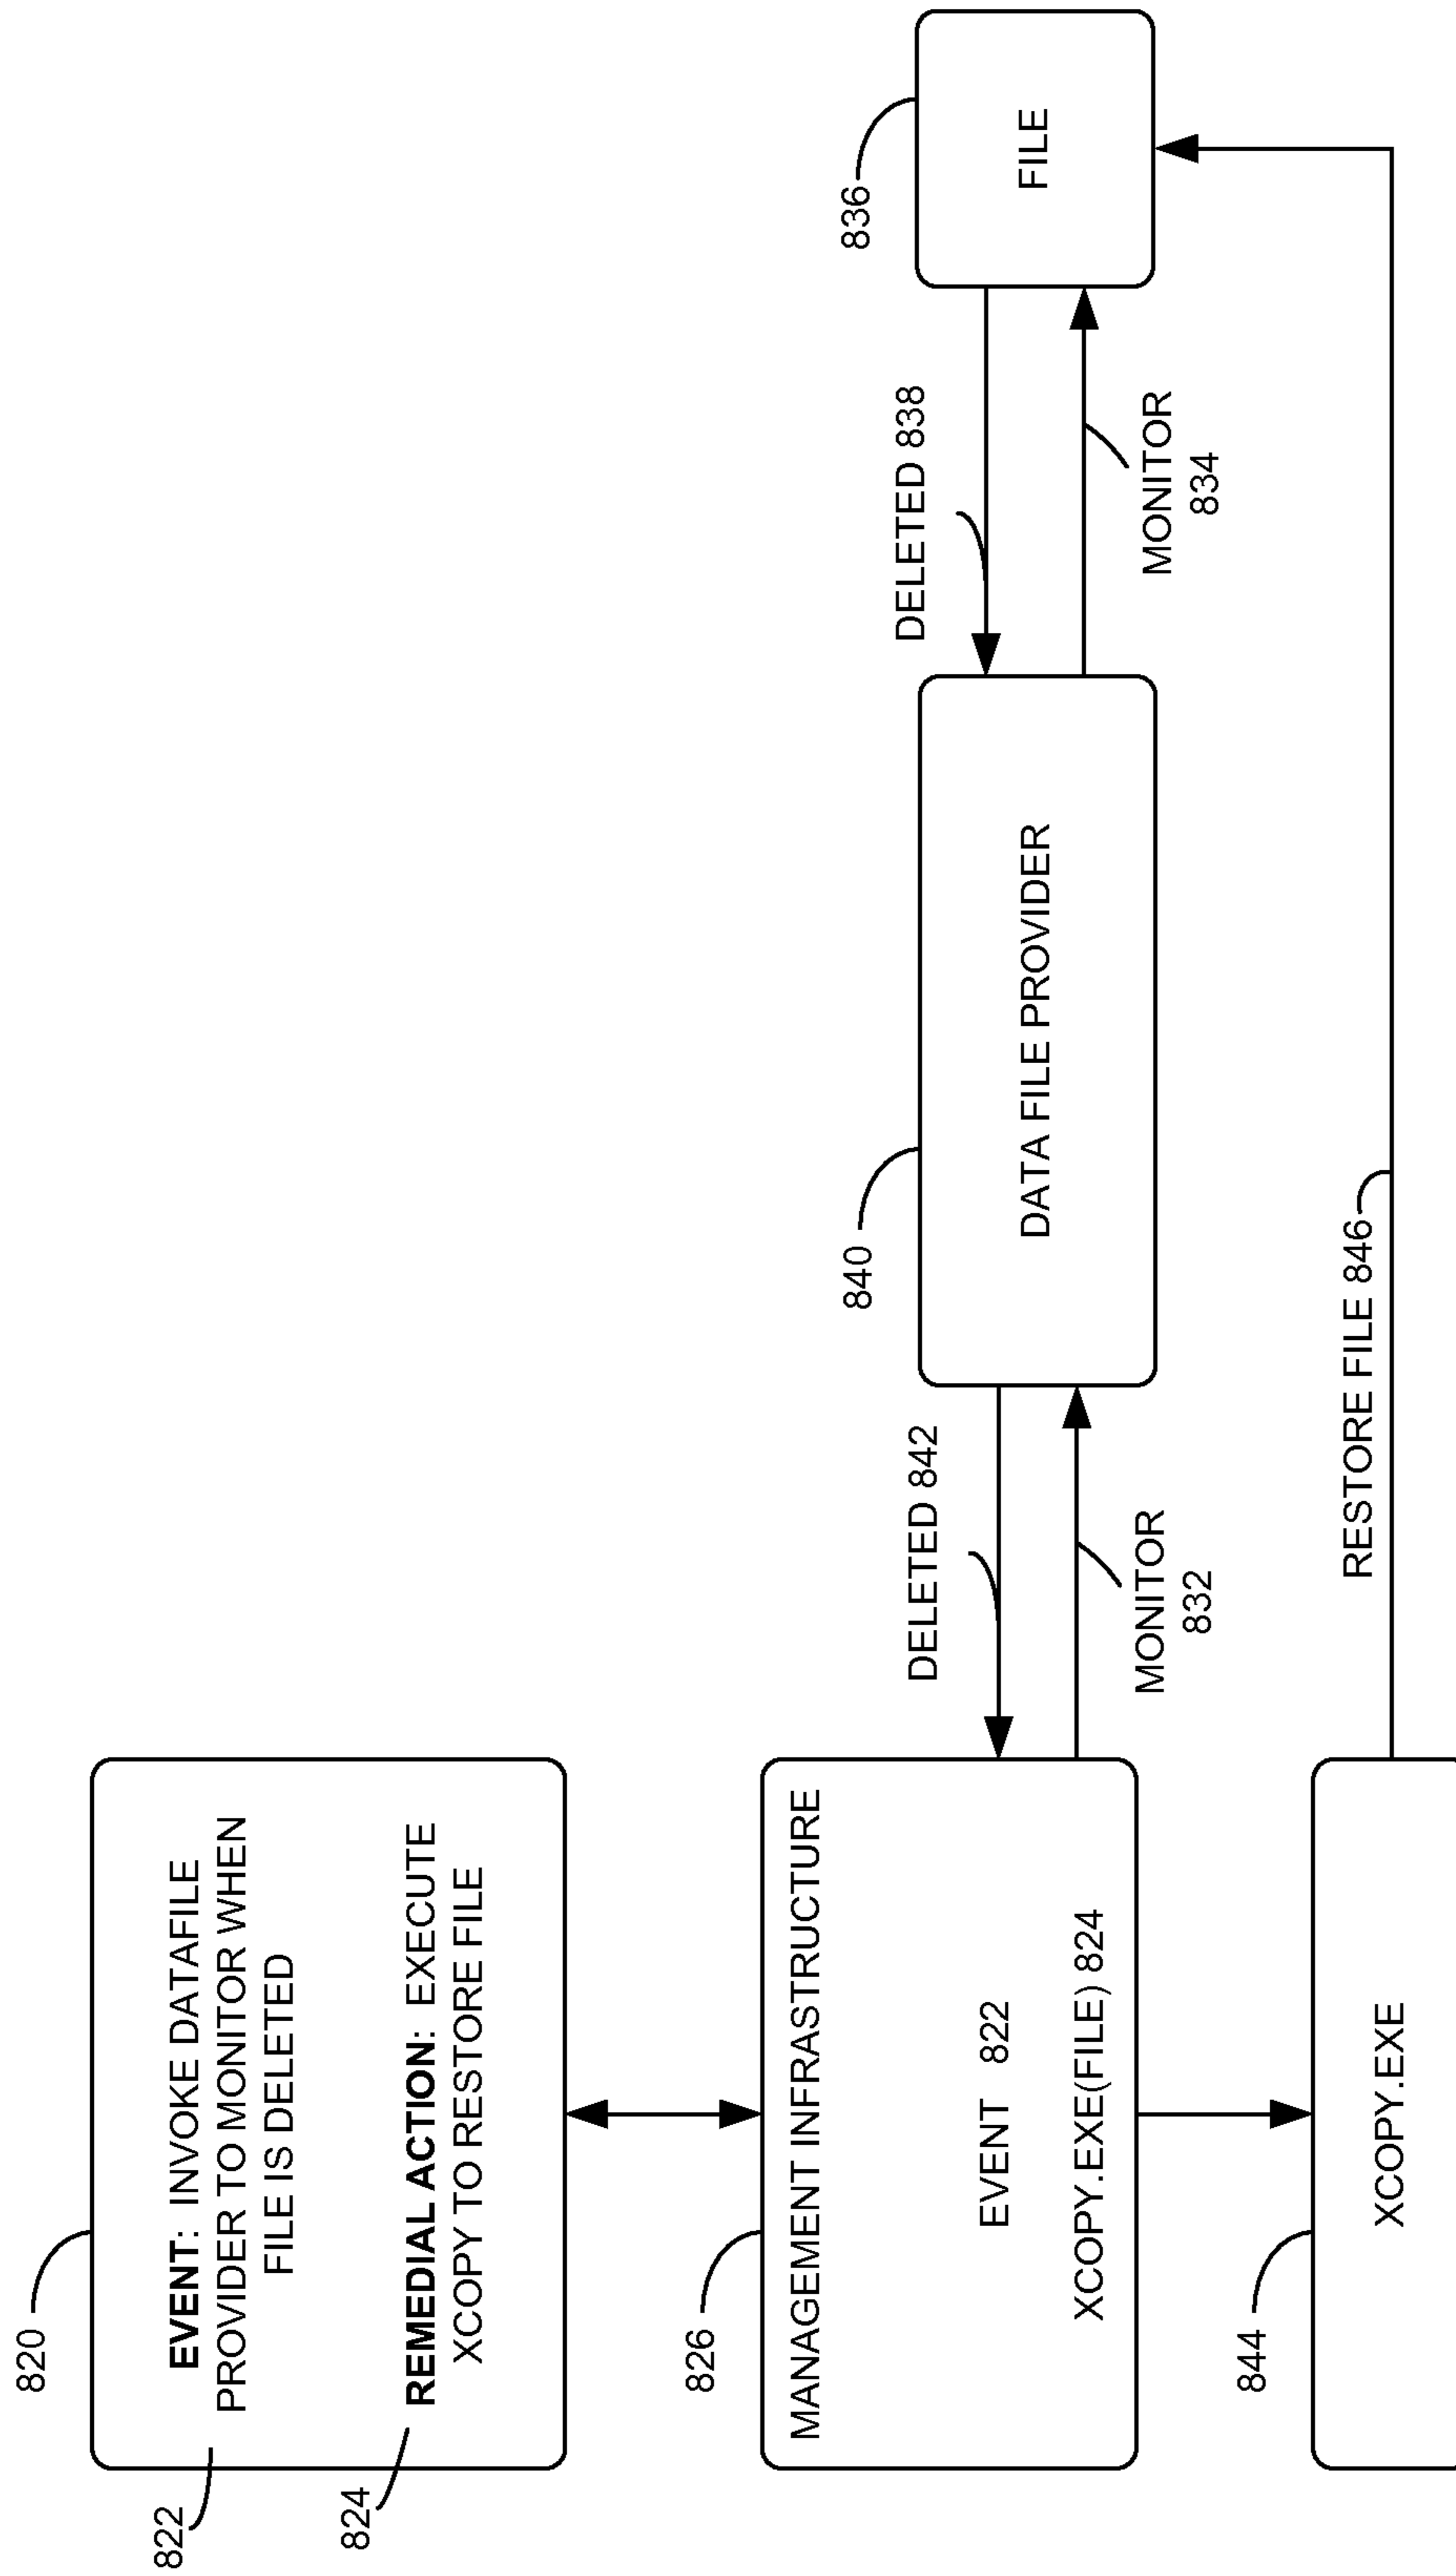 820
822
EVENT: INVOKE DATAFILE
PROVIDER TO MONITOR WHEN
FILE IS DELETED
824
REMEDIAL ACTION: EXECUTE
XCOPY TO RESTORE FILE
826
MANAGEMENT INFRASTRUCTURE
EVENT 822
XCOPY.EXE(FILE) 824
DELETED 842
MONITOR
832
840
DATA FILE PROVIDER
DELETED 838
MONITOR
834
836
FILE
844
XCOPY.EXE
RESTORE FILE 846